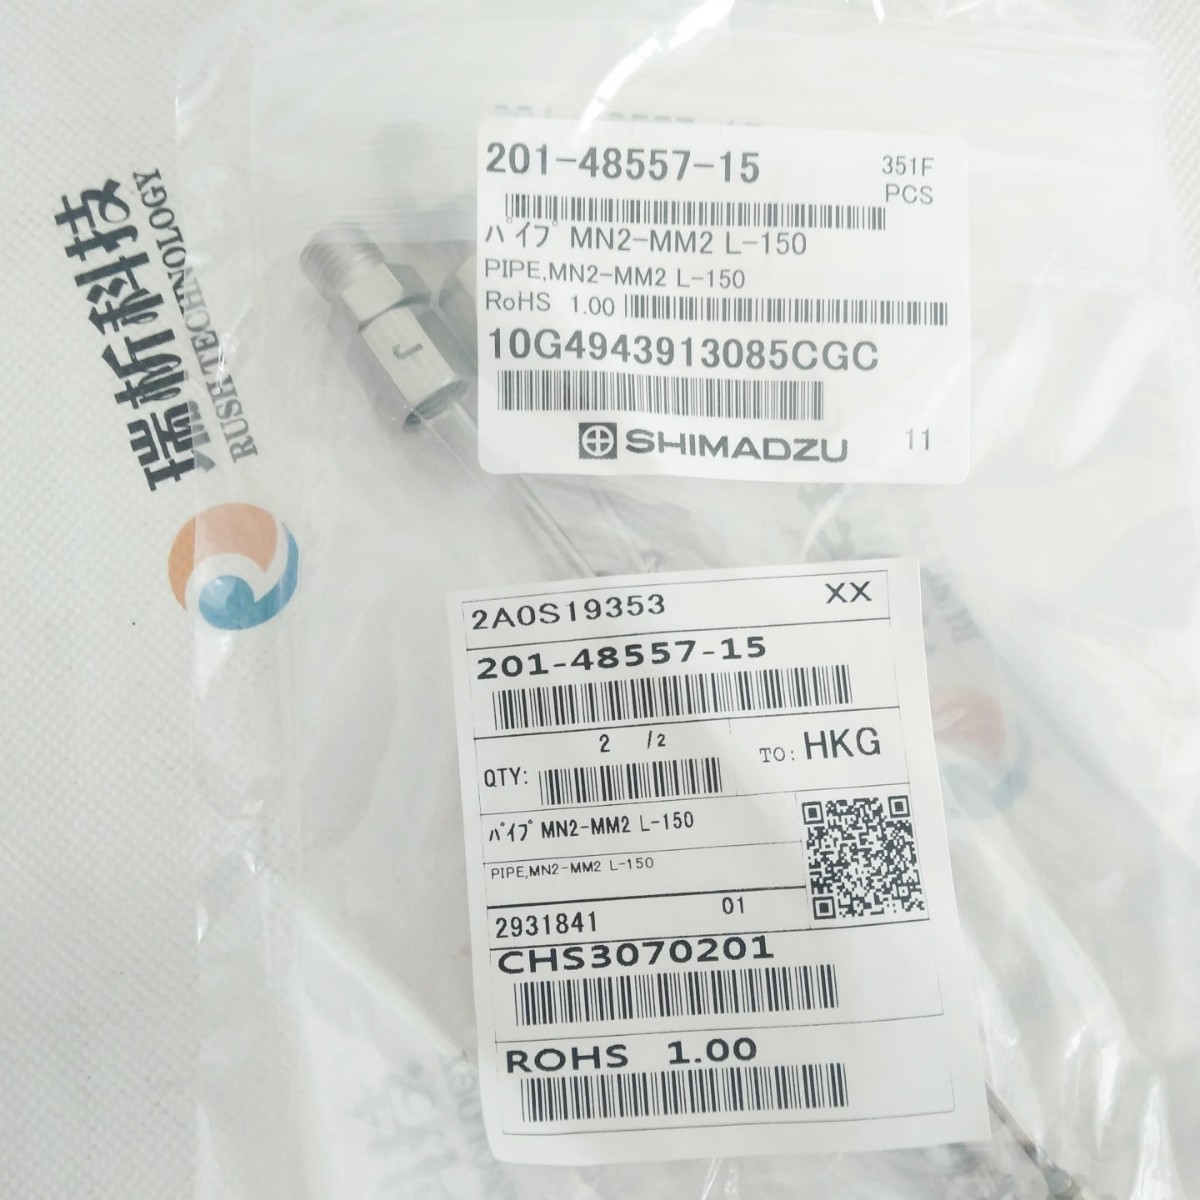 201-48557-15
351F
PCS
パイプ MN2-MM2 L-150
PIPE,MN2-MM2 L-150
RoHS 1.00
10G4943913085CGC
SHIMADZU
11
瑞析科技
RUSH TECHNOLOGY
J
2A0S19353
XX
201-48557-15
2 /2
QTY:
TO: HKG
パイプ MN2-MM2 L-150
PIPE,MN2-MM2 L-150
2931841
01
CHS3070201
ROHS 1.00